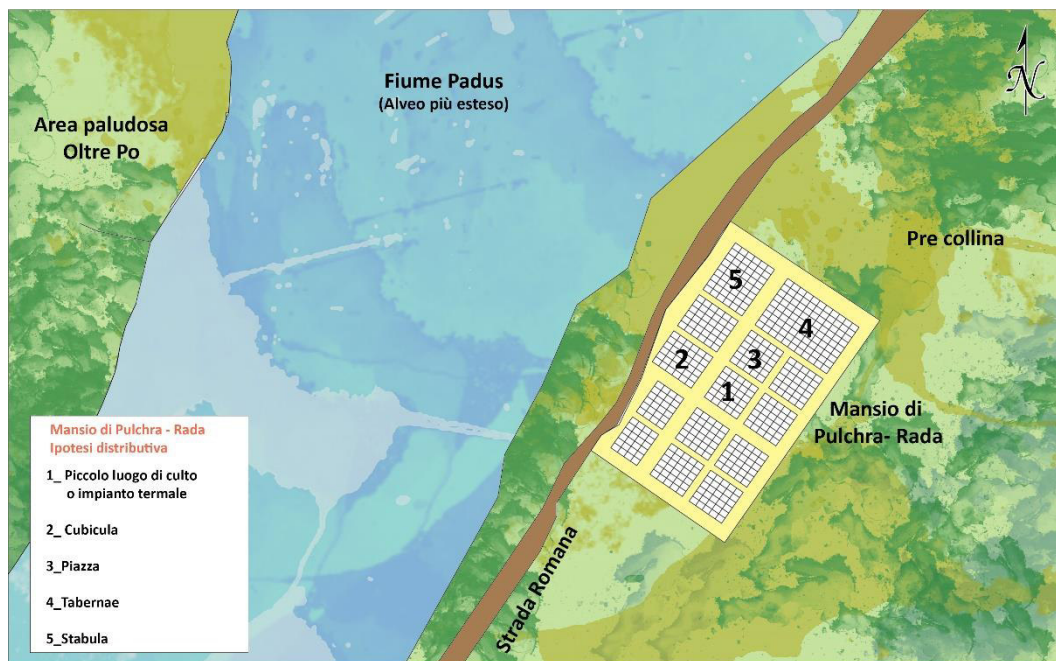 Fiume Padus
(Alveo più esteso)
Area paludosa
Oltre Po
N
Pre collina
5
4
3
2
1
Mansio di
Pulchra- Rada
Strada Romana
Mansio di Pulchra - Rada
Ipotesi distributiva
1_ Piccolo luogo di culto
o impianto termale
2_ Cubicula
3_Piazza
4_Tabernae
5_Stabula